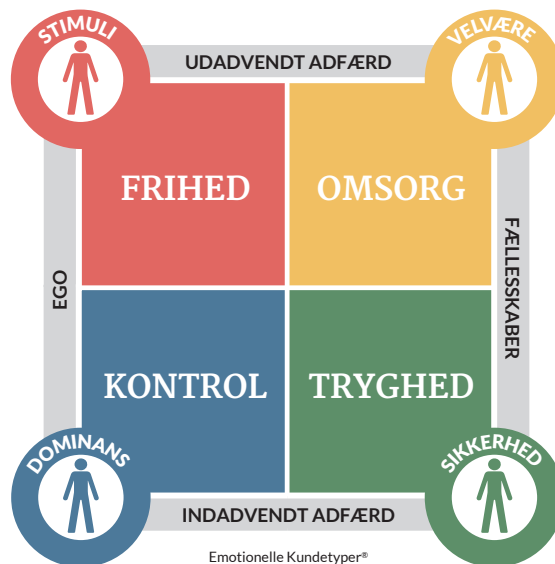 STIMULI
VELVÆRE
UDADVENDT ADFÆRD
FRIHED
OMSORG
EGO
FÆLLESSKABER
KONTROL
TRYGHED
DOMINANS
SIKKERHED
INDADVENDT ADFÆRD
Emotionelle Kundetyper®